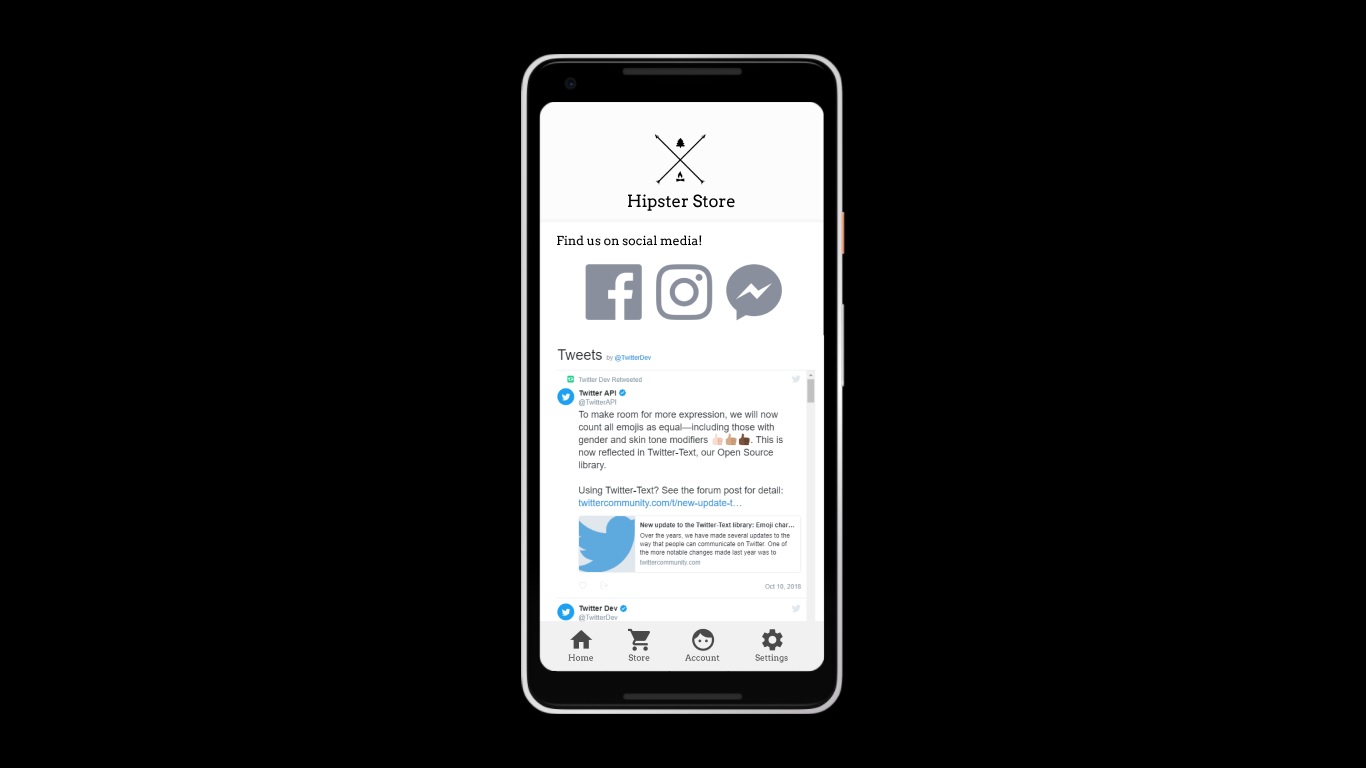 Hipster Store
Find us on social media!
Tweets by @TwitterDev
Twitter Dev Retweeted
Twitter API
@TwitterAPI
To make room for more expression, we will now
count all emojis as equal—including those with
gender and skin tone modifiers 👍🏻👍🏽👍🏿. This is
now reflected in Twitter-Text, our Open Source
library.
Using Twitter-Text? See the forum post for detail:
twittercommunity.com/t/new-update-t…
New update to the Twitter-Text library: Emoji char…
Over the years, we have made several updates to the
way that people can communicate on Twitter. One of
the more notable changes made last year was to
twittercommunity.com
Oct 10, 2018
Twitter Dev
@TwitterDev
Home Store Account Settings